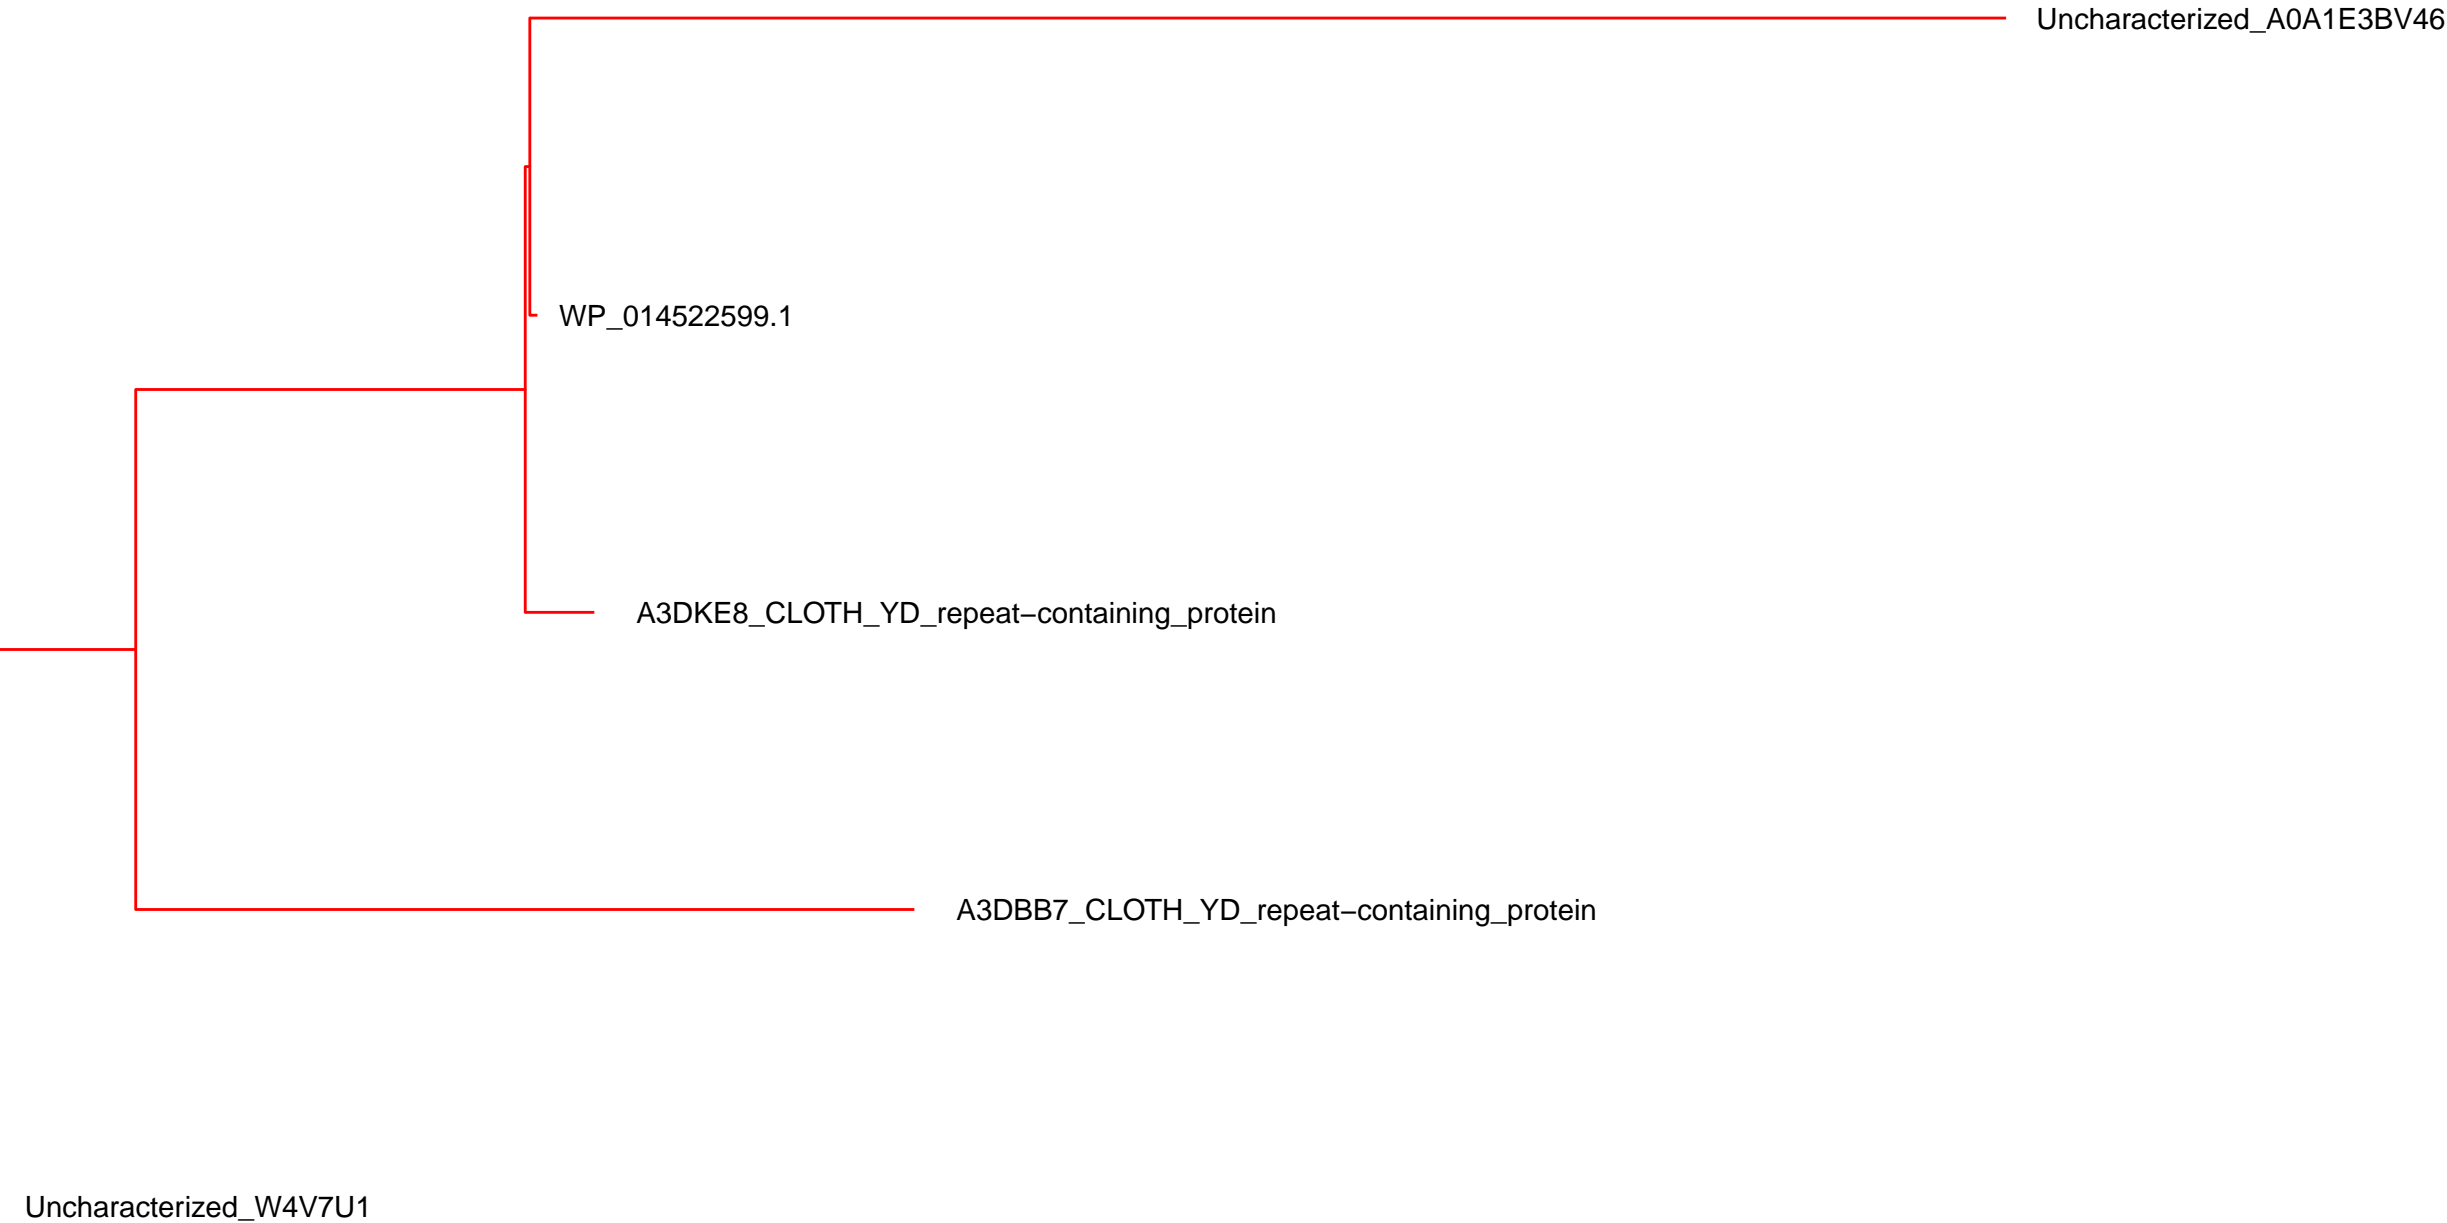 Uncharacterized_A0A1E3BV46
WP_014522599.1
A3DKE8_CLOTH_YD_repeat−containing_protein
A3DBB7_CLOTH_YD_repeat−containing_protein
Uncharacterized_W4V7U1